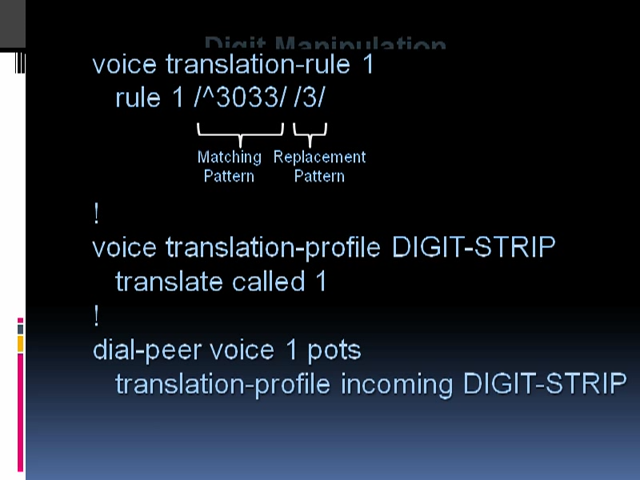 Digit Manipulation
voice translation-rule 1
rule 1 /^3033/ /3/
Matching Replacement
Pattern Pattern
!
voice translation-profile DIGIT-STRIP
translate called 1
!
dial-peer voice 1 pots
translation-profile incoming DIGIT-STRIP